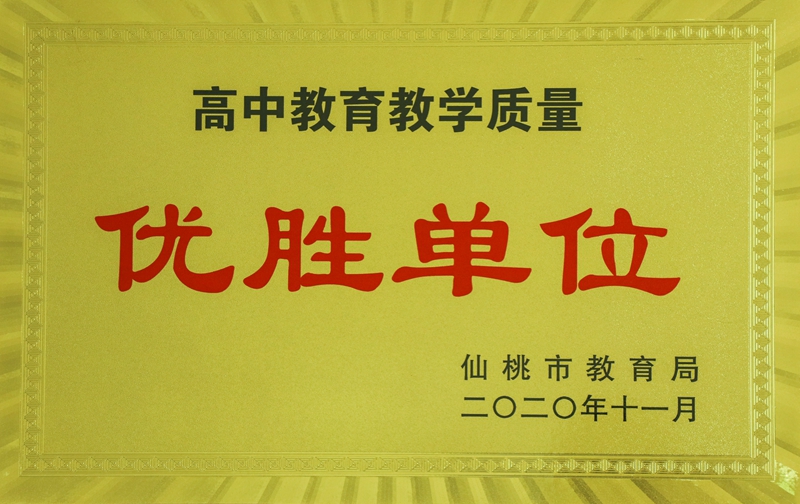 高中教育教学质量
优胜单位
仙桃市教育局
二〇二〇年十一月